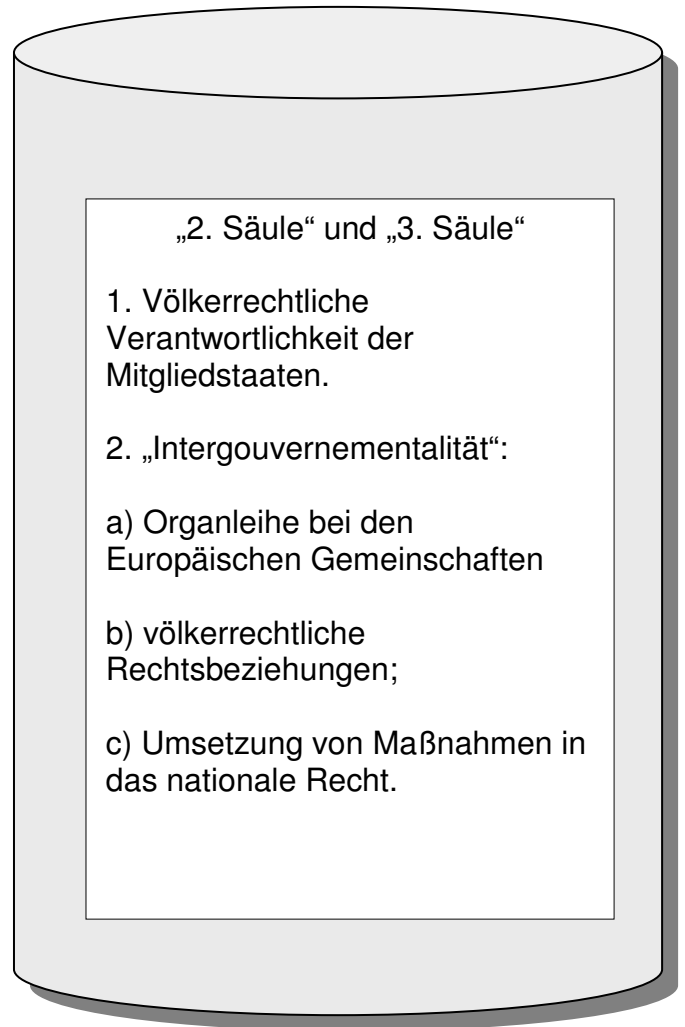 „2. Säule“ und „3. Säule“
1. Völkerrechtliche
Verantwortlichkeit der
Mitgliedstaaten.
2. „Intergouvernementalität“:
a) Organleihe bei den
Europäischen Gemeinschaften
b) völkerrechtliche
Rechtsbeziehungen;
c) Umsetzung von Maßnahmen in
das nationale Recht.